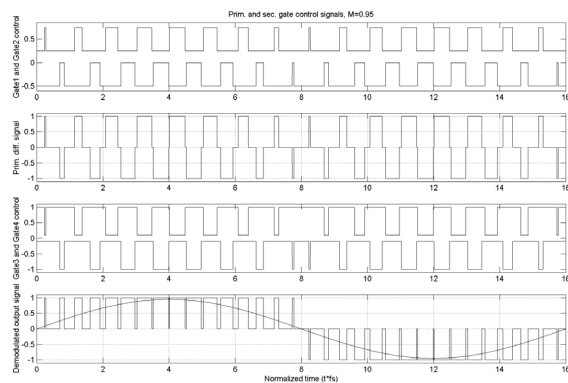 Prim. and sec. gate control signals, M=0.95
Gate1 and Gate2 control
0.5
0
-0.5
0 2 4 6 8 10 12 14 16
Prim. diff. signal
1
0.5
0
-0.5
-1
0 2 4 6 8 10 12 14 16
Gate3 and Gate4 control
1
0.5
0
-0.5
-1
0 2 4 6 8 10 12 14 16
Demodulated output signal
1
0.5
0
-0.5
-1
0 2 4 6 8 10 12 14 16
Normalized time (t*fs)